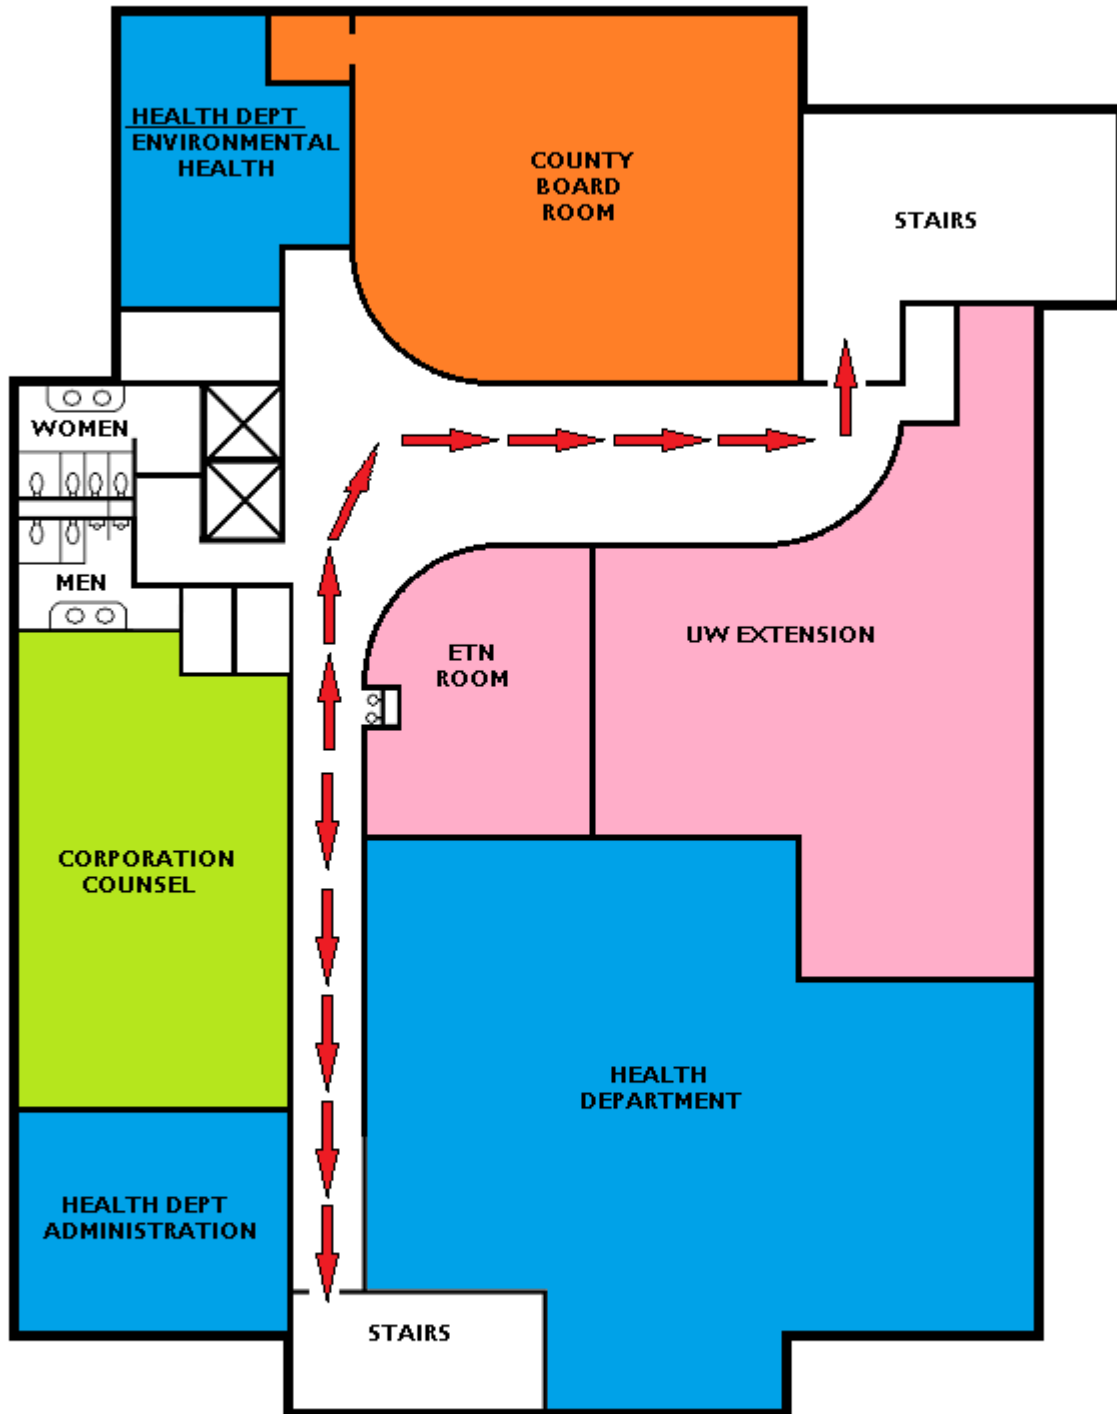 HEALTH DEPT
ENVIRONMENTAL
HEALTH
COUNTY
BOARD
ROOM
STAIRS
WOMEN
MEN
ETN
ROOM
UW EXTENSION
CORPORATION
COUNSEL
HEALTH
DEPARTMENT
HEALTH DEPT
ADMINISTRATION
STAIRS